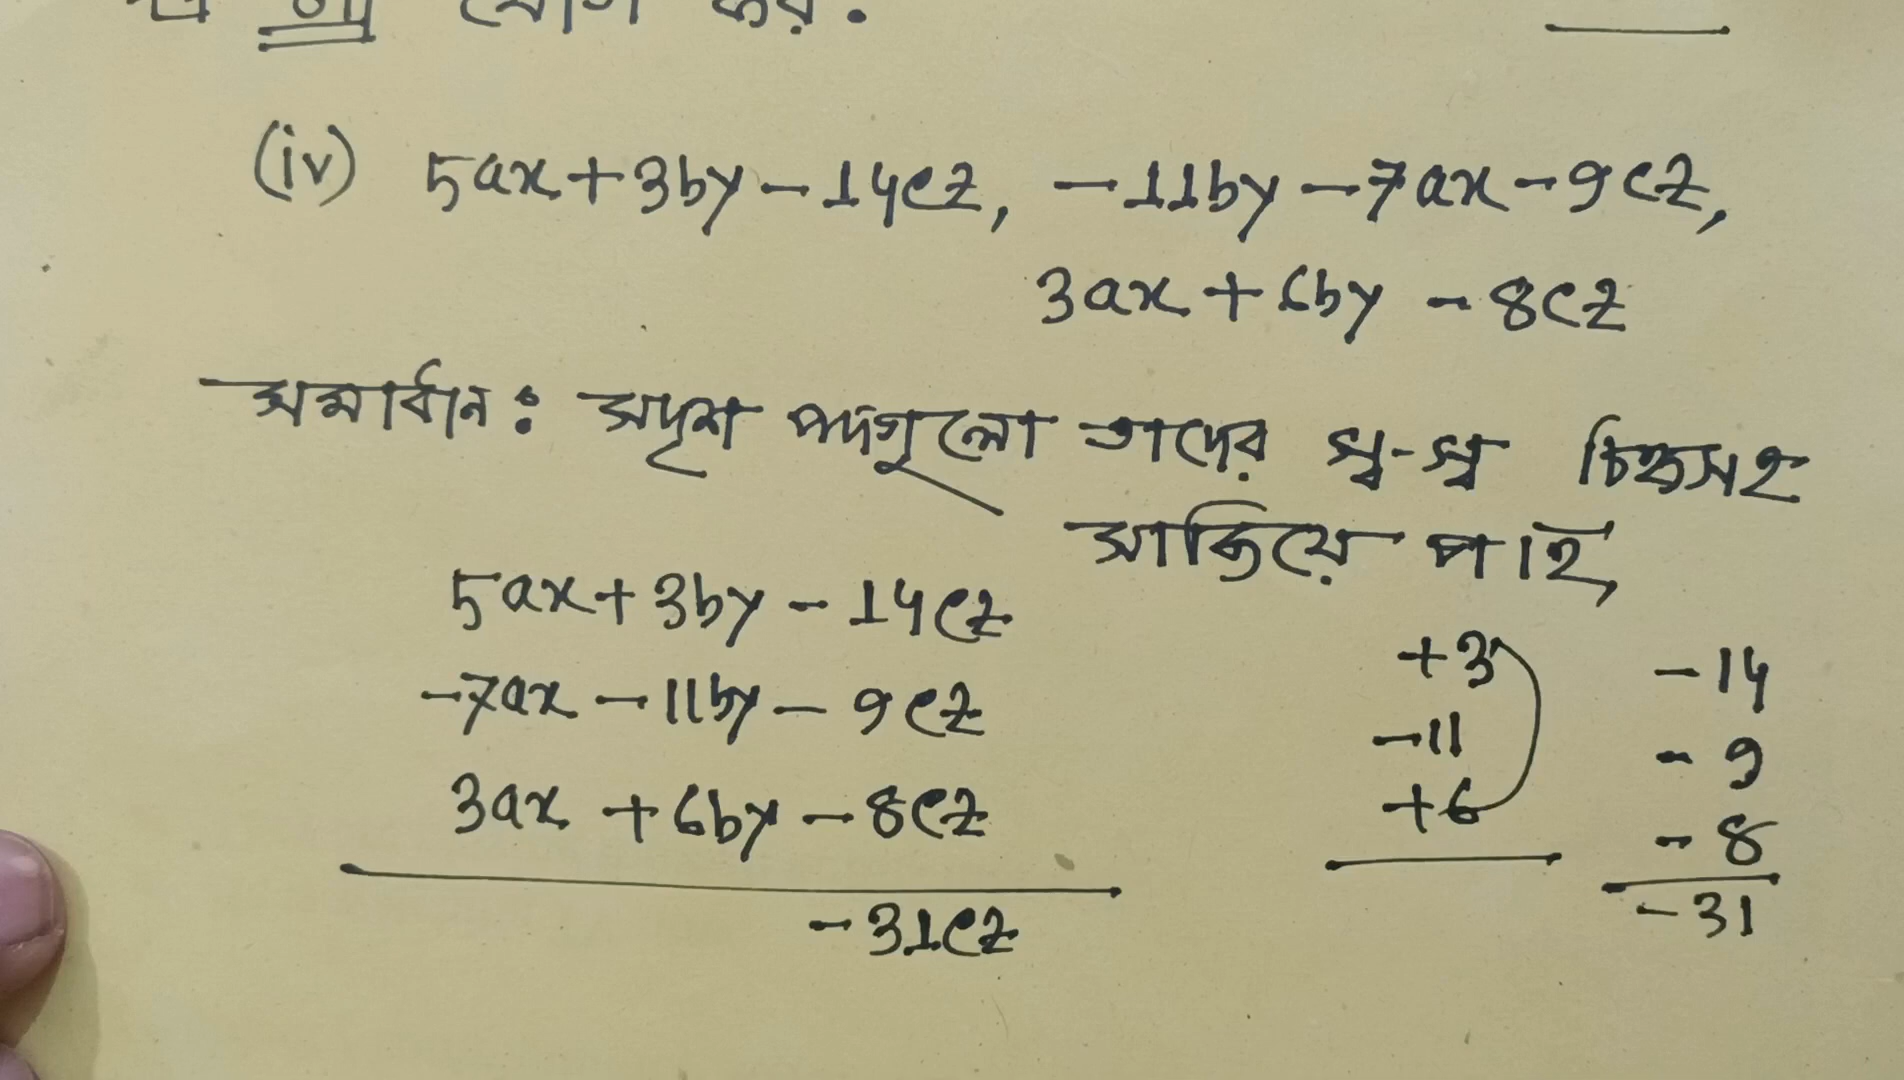 যোগ কর:
(iv) 5ax+3by-14cz, -11by-7ax-9cz,
3ax+6by-8cz
সমাধান: সদৃশ পদগুলো তাদের স্ব-স্ব চিহ্নসহ
সাজিয়ে পাই,
5ax+3by-14cz
-7ax-11by-9cz
3ax+6by-8cz
-31cz
+3
-11
+6
-14
-9
-8
-31